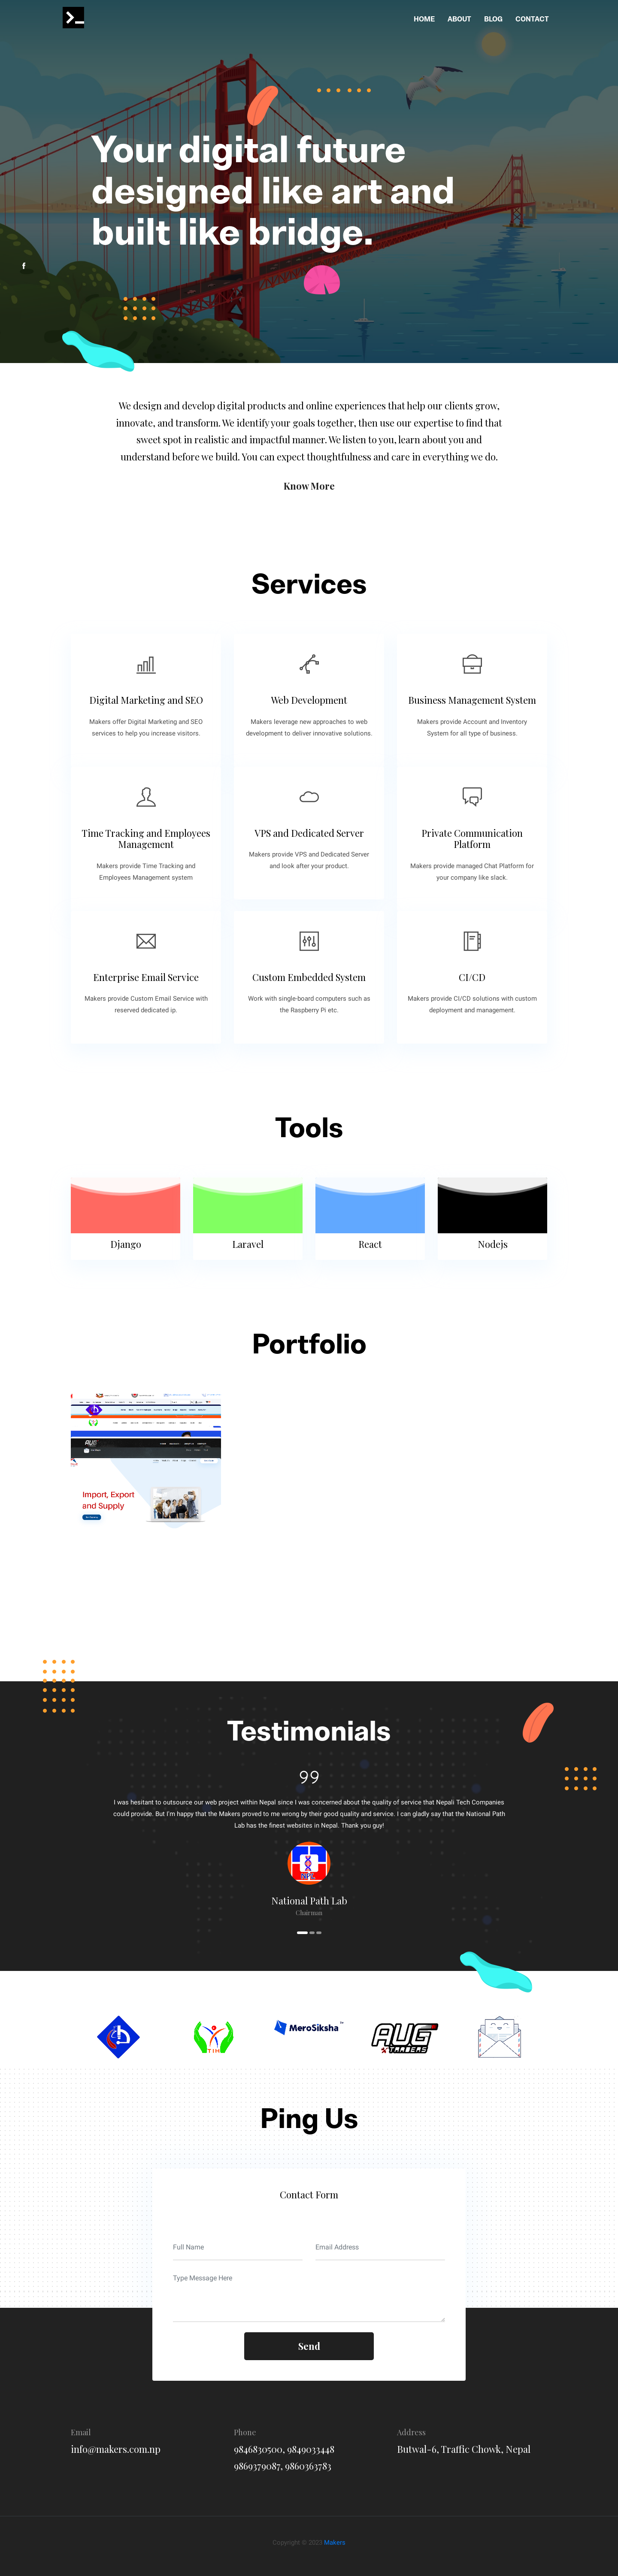 HOME ABOUT BLOG CONTACT
Your digital future
designed like art and
built like bridge.
We design and develop digital products and online experiences that help our clients grow,
innovate, and transform. We identify your goals together, then use our expertise to find that
sweet spot in realistic and impactful manner. We listen to you, learn about you and
understand before we build. You can expect thoughtfulness and care in everything we do.
Know More
Services
Digital Marketing and SEO
Makers offer Digital Marketing and SEO
services to help you increase visitors.
Web Development
Makers leverage new approaches to web
development to deliver innovative solutions.
Business Management System
Makers provide Account and Inventory
System for all type of business.
Time Tracking and Employees
Management
Makers provide Time Tracking and
Employees Management system
VPS and Dedicated Server
Makers provide VPS and Dedicated Server
and look after your product.
Private Communication
Platform
Makers provide managed Chat Platform for
your company like slack.
Enterprise Email Service
Makers provide Custom Email Service with
reserved dedicated ip.
Custom Embedded System
Work with single-board computers such as
the Raspberry Pi etc.
CI/CD
Makers provide CI/CD solutions with custom
deployment and management.
Tools
Django
Laravel
React
Nodejs
Portfolio
Import, Export
and Supply
Testimonials
I was hesitant to outsource our web project within Nepal since I was concerned about the quality of service that Nepali Tech Companies
could provide. But I'm happy that the Makers proved to me wrong by their good quality and service. I can gladly say that the National Path
Lab has the finest websites in Nepal. Thank you guy!
National Path Lab
Chairman
TIHS
MeroSiksha
AUG
TRADERS
Ping Us
Contact Form
Full Name
Email Address
Type Message Here
Send
Email
info@makers.com.np
Phone
9846830500, 9849033448
9869379087, 9860363783
Address
Butwal-6, Traffic Chowk, Nepal
Copyright © 2023 Makers